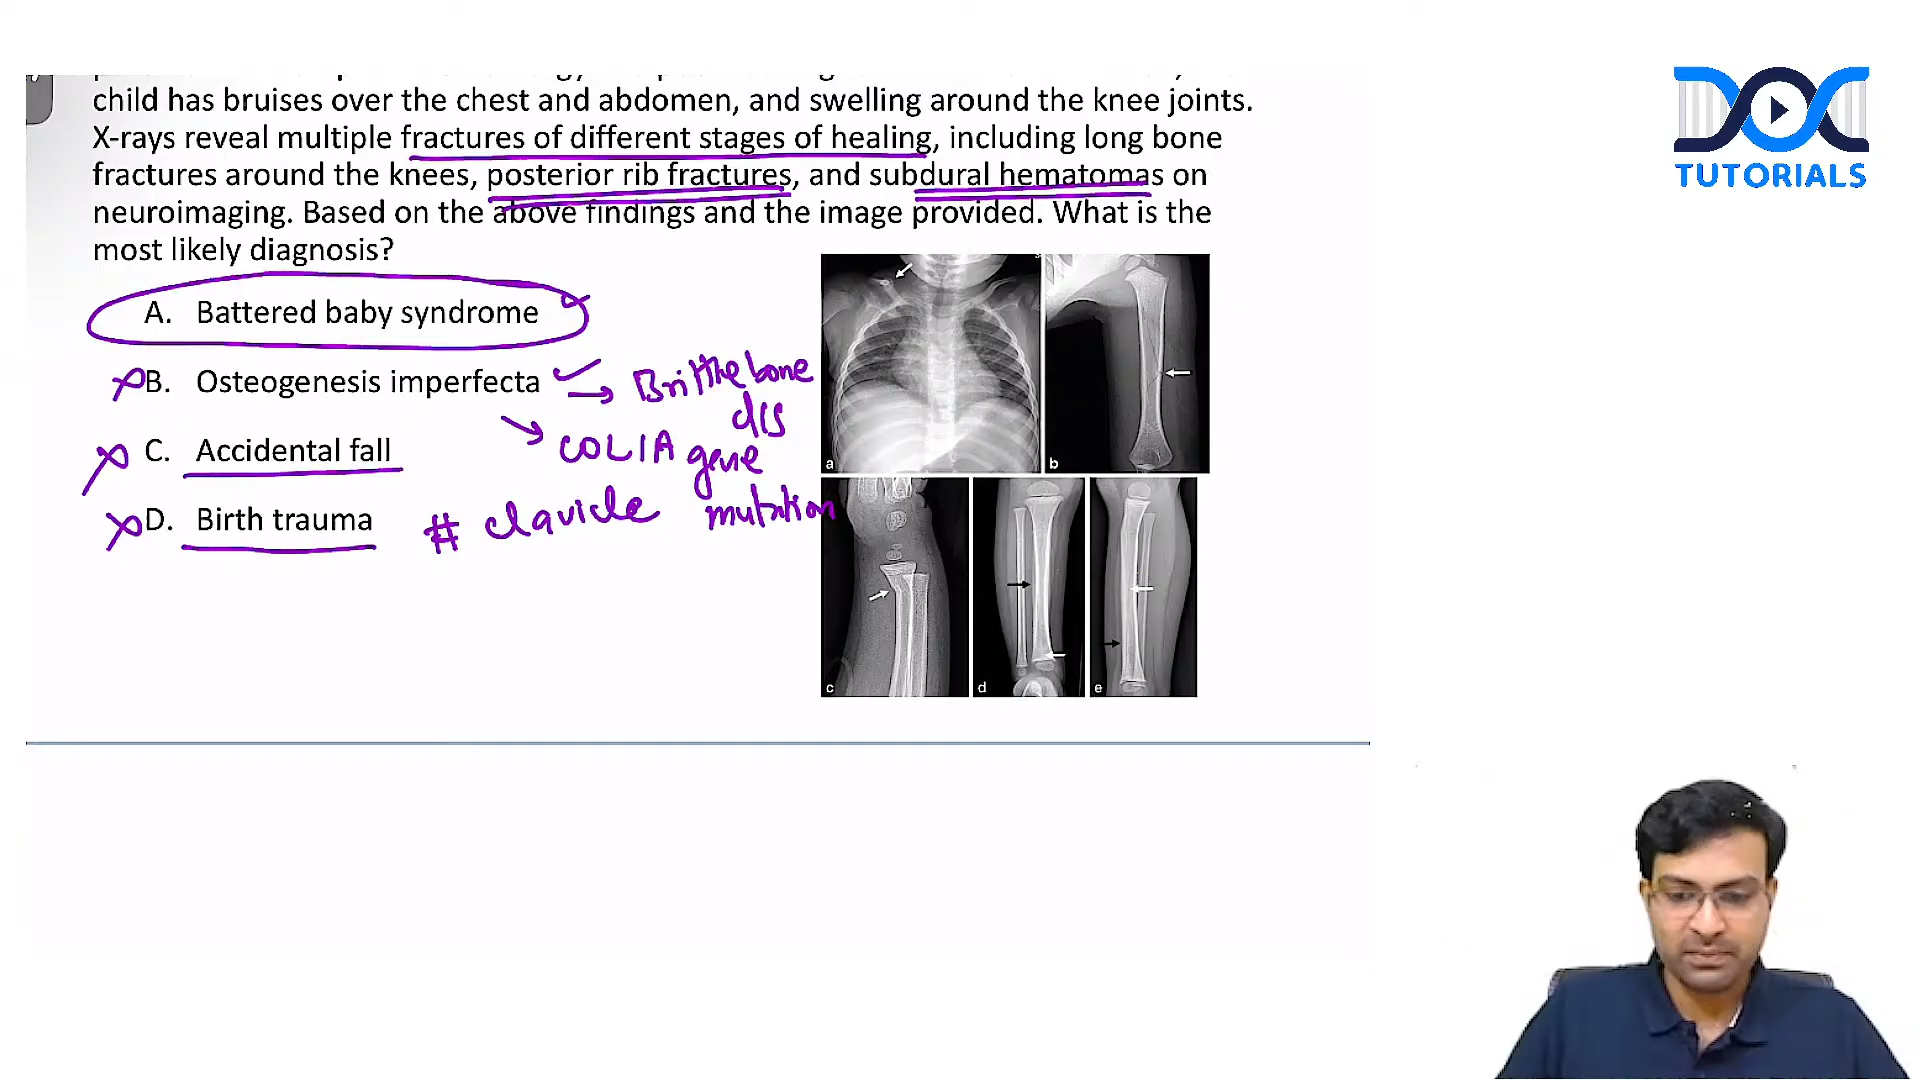 child has bruises over the chest and abdomen, and swelling around the knee joints.
X-rays reveal multiple fractures of different stages of healing, including long bone
fractures around the knees, posterior rib fractures, and subdural hematomas on
neuroimaging. Based on the above findings and the image provided. What is the
most likely diagnosis?
A. Battered baby syndrome
B. Osteogenesis imperfecta
Brittle bone
dis
COL1A gene
mutation
C. Accidental fall
D. Birth trauma
# clavicle
a
b
c
d
e
DOC
TUTORIALS